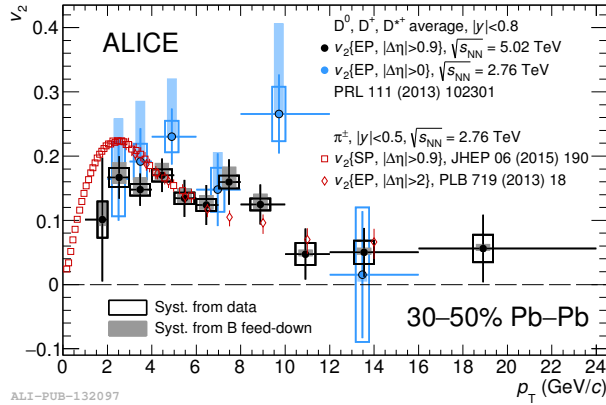 v₂
0.4
0.3
0.2
0.1
0
−0.1
ALICE
D⁰, D⁺, D*⁺ average, |y|<0.8
v₂{EP, |Δη|>0.9}, √sNN = 5.02 TeV
v₂{EP, |Δη|>0}, √sNN = 2.76 TeV
PRL 111 (2013) 102301
π±, |y|<0.5, √sNN = 2.76 TeV
v₂{SP, |Δη|>0.9}, JHEP 06 (2015) 190
v₂{EP, |Δη|>2}, PLB 719 (2013) 18
Syst. from data
Syst. from B feed-down
30–50% Pb–Pb
0 2 4 6 8 10 12 14 16 18 20 22 24
pT (GeV/c)
ALI-PUB-132097